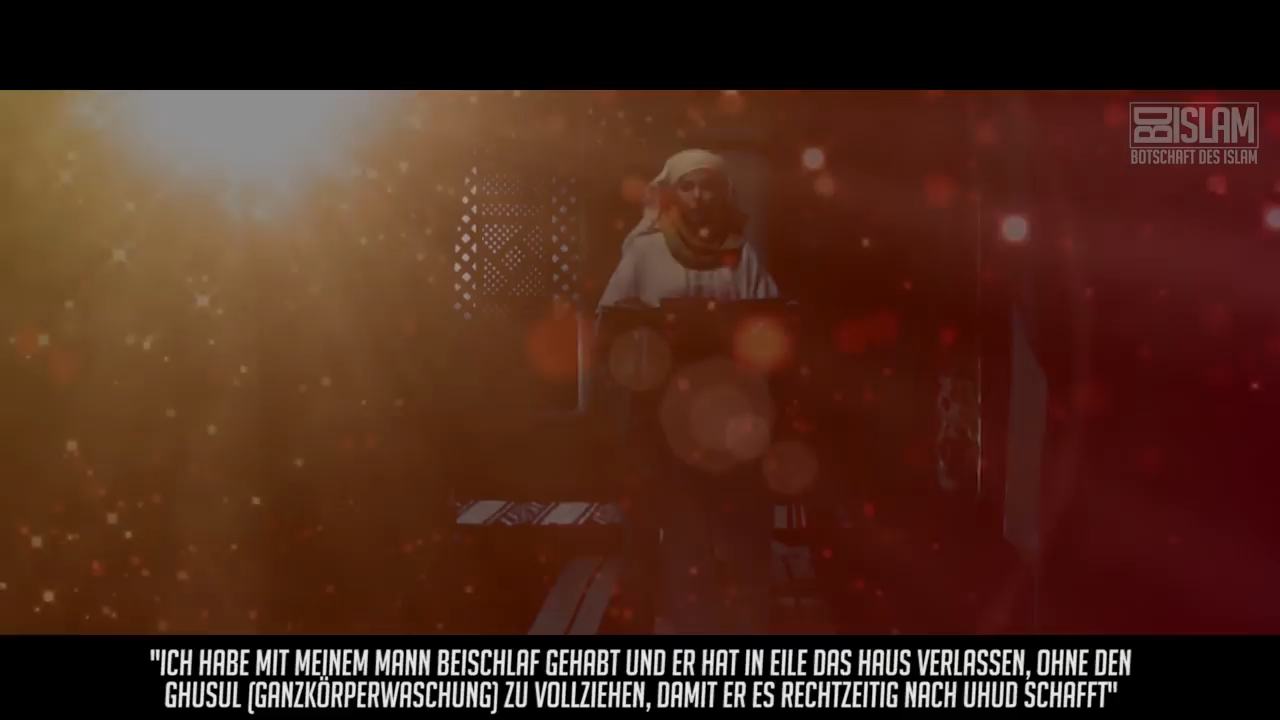 BDISLAM
BOTSCHAFT DES ISLAM
"ICH HABE MIT MEINEM MANN BEISCHLAF GEHABT UND ER HAT IN EILE DAS HAUS VERLASSEN, OHNE DEN
GHUSUL (GANZKÖRPERWASCHUNG) ZU VOLLZIEHEN, DAMIT ER ES RECHTZEITIG NACH UHUD SCHAFFT"